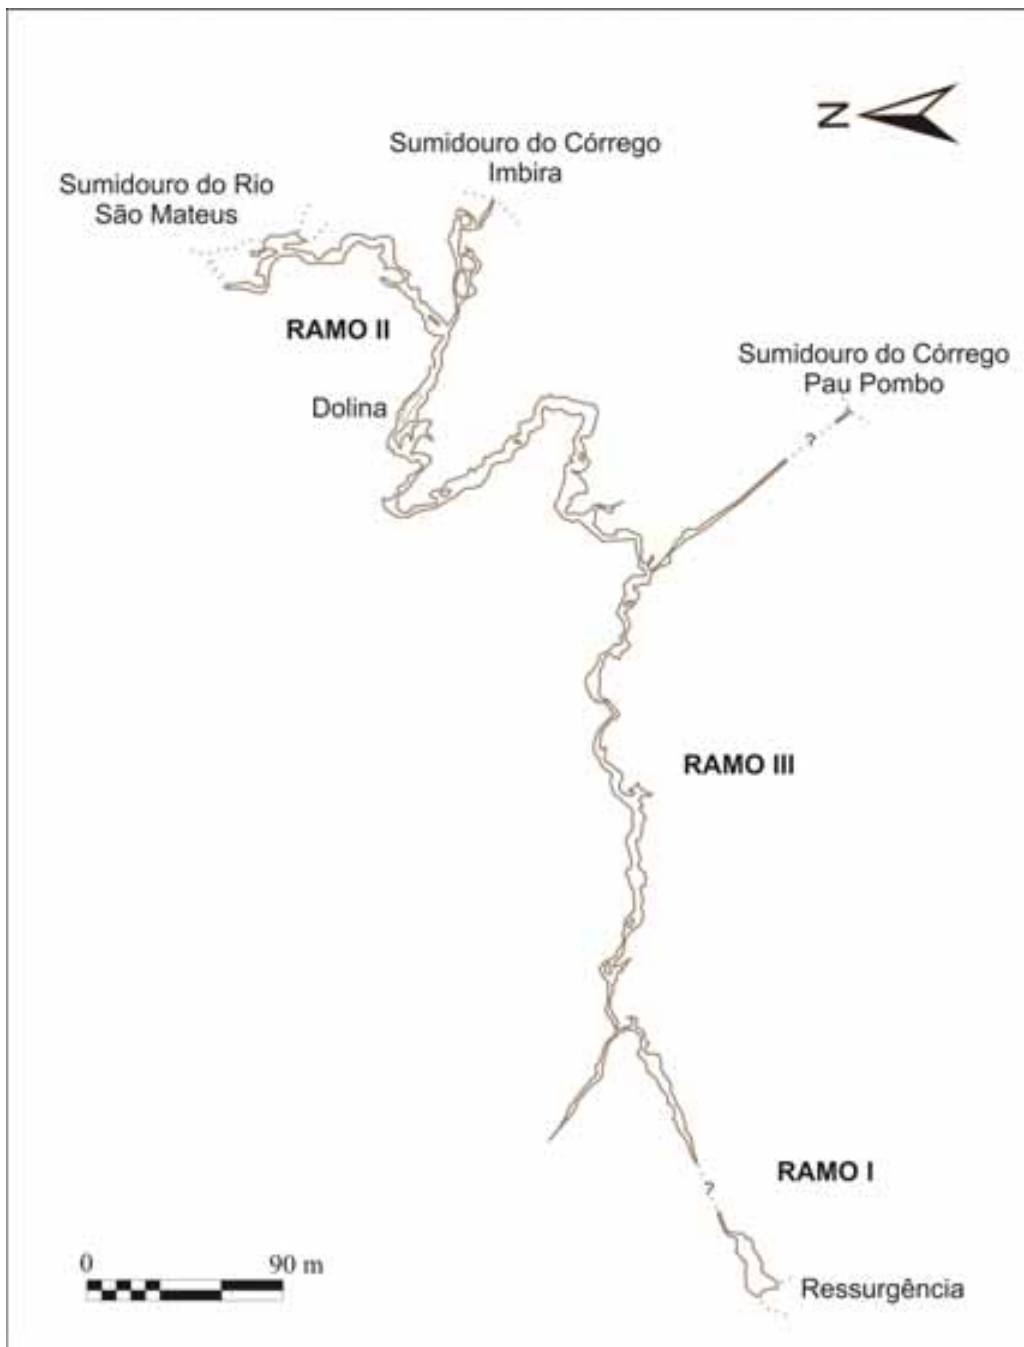 N
Sumidouro do Córrego
Imbira
Sumidouro do Rio
São Mateus
RAMO II
Sumidouro do Córrego
Pau Pombo
Dolina
?
RAMO III
RAMO I
?
0 90 m
Ressurgência